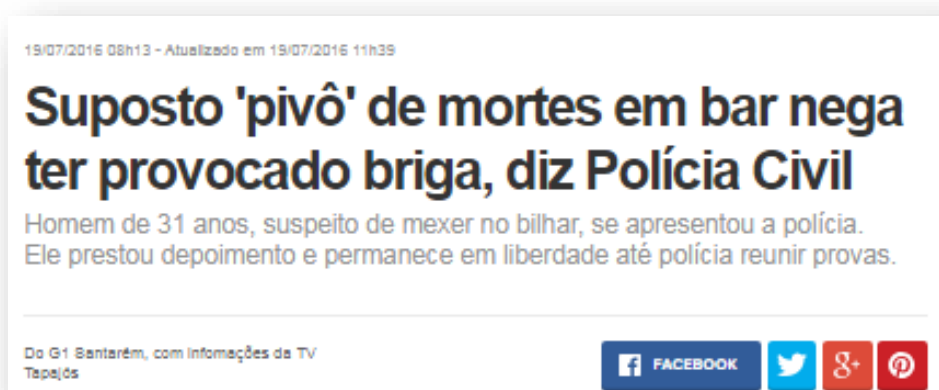 19/07/2016 08h13 - Atualizado em 19/07/2016 11h39
Suposto 'pivô' de mortes em bar nega
ter provocado briga, diz Polícia Civil
Homem de 31 anos, suspeito de mexer no bilhar, se apresentou a polícia.
Ele prestou depoimento e permanece em liberdade até polícia reunir provas.
Do G1 Santarém, com infomações da TV
Tapajós
f FACEBOOK g+